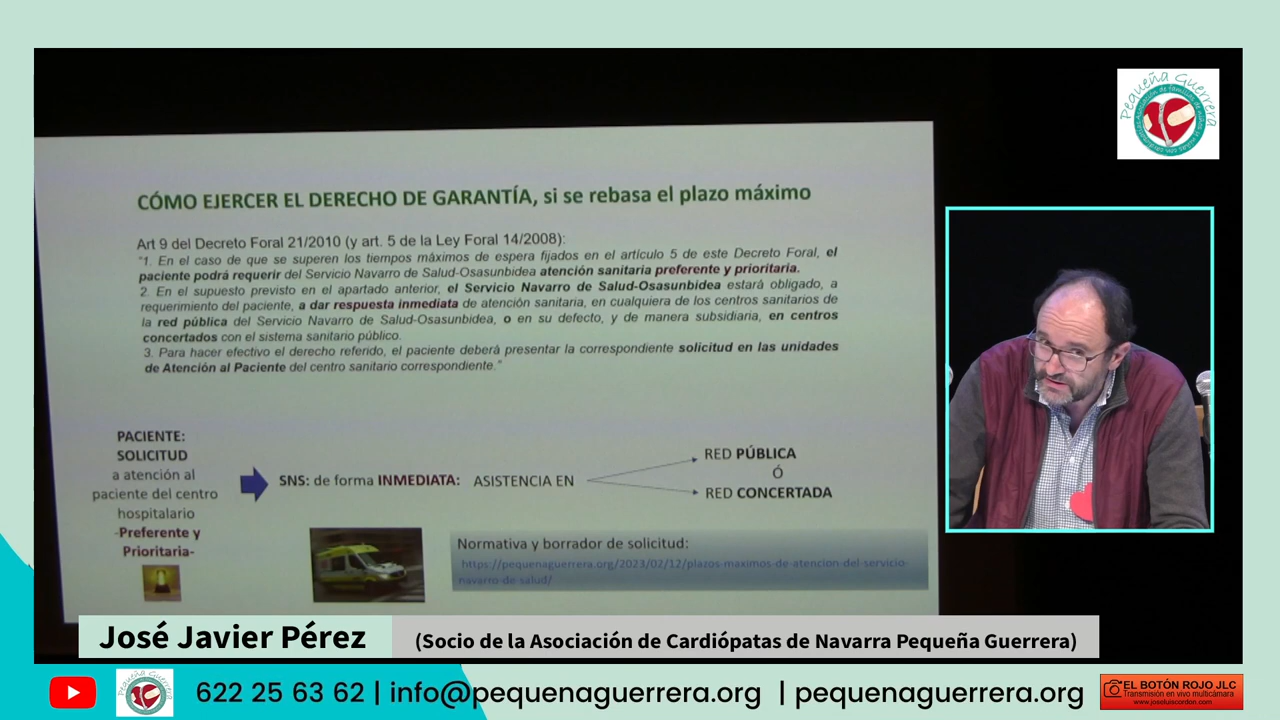 Pequeña Guerrera
CÓMO EJERCER EL DERECHO DE GARANTÍA, si se rebasa el plazo máximo
Art 9 del Decreto Foral 21/2010 (y art. 5 de la Ley Foral 14/2008):
“1. En el caso de que se superen los tiempos máximos de espera fijados en el artículo 5 de este Decreto Foral, el
paciente podrá requerir del Servicio Navarro de Salud-Osasunbidea atención sanitaria preferente y prioritaria.
2. En el supuesto previsto en el apartado anterior, el Servicio Navarro de Salud-Osasunbidea estará obligado, a
requerimiento del paciente, a dar respuesta inmediata de atención sanitaria, en cualquiera de los centros sanitarios de
la red pública del Servicio Navarro de Salud-Osasunbidea, o en su defecto, y de manera subsidiaria, en centros
concertados con el sistema sanitario público.
3. Para hacer efectivo el derecho referido, el paciente deberá presentar la correspondiente solicitud en las unidades
de Atención al Paciente del centro sanitario correspondiente.”
PACIENTE:
SOLICITUD
a atención al
paciente del centro
hospitalario
-Preferente y
Prioritaria-
SNS: de forma INMEDIATA: ASISTENCIA EN
RED PÚBLICA
Ó
RED CONCERTADA
Normativa y borrador de solicitud:
https://pequenaguerrera.org/2023/02/12/plazos-maximos-de-atencion-del-servicio-
navarro-de-salud/
José Javier Pérez
(Socio de la Asociación de Cardiópatas de Navarra Pequeña Guerrera)
Pequeña Guerrera
622 25 63 62 | info@pequenaguerrera.org | pequenaguerrera.org
EL BOTÓN ROJO JLC
Transmisión en vivo multicámara
www.joseluiscordon.com